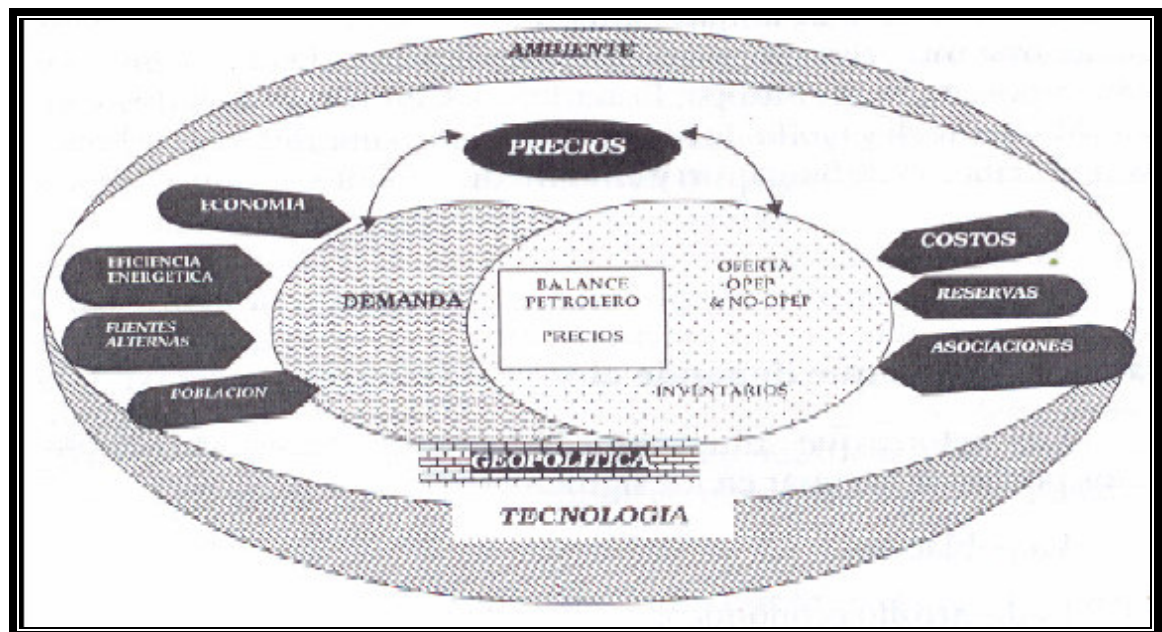 AMBIENTE
PRECIOS
ECONOMIA
EFICIENCIA
ENERGETICA
FUENTES
ALTERNAS
POBLACION
DEMANDA
BALANCE
PETROLERO
PRECIOS
OFERTA
OPEP
& NO-OPEP
INVENTARIOS
COSTOS
RESERVAS
ASOCIACIONES
GEOPOLITICA
TECNOLOGIA